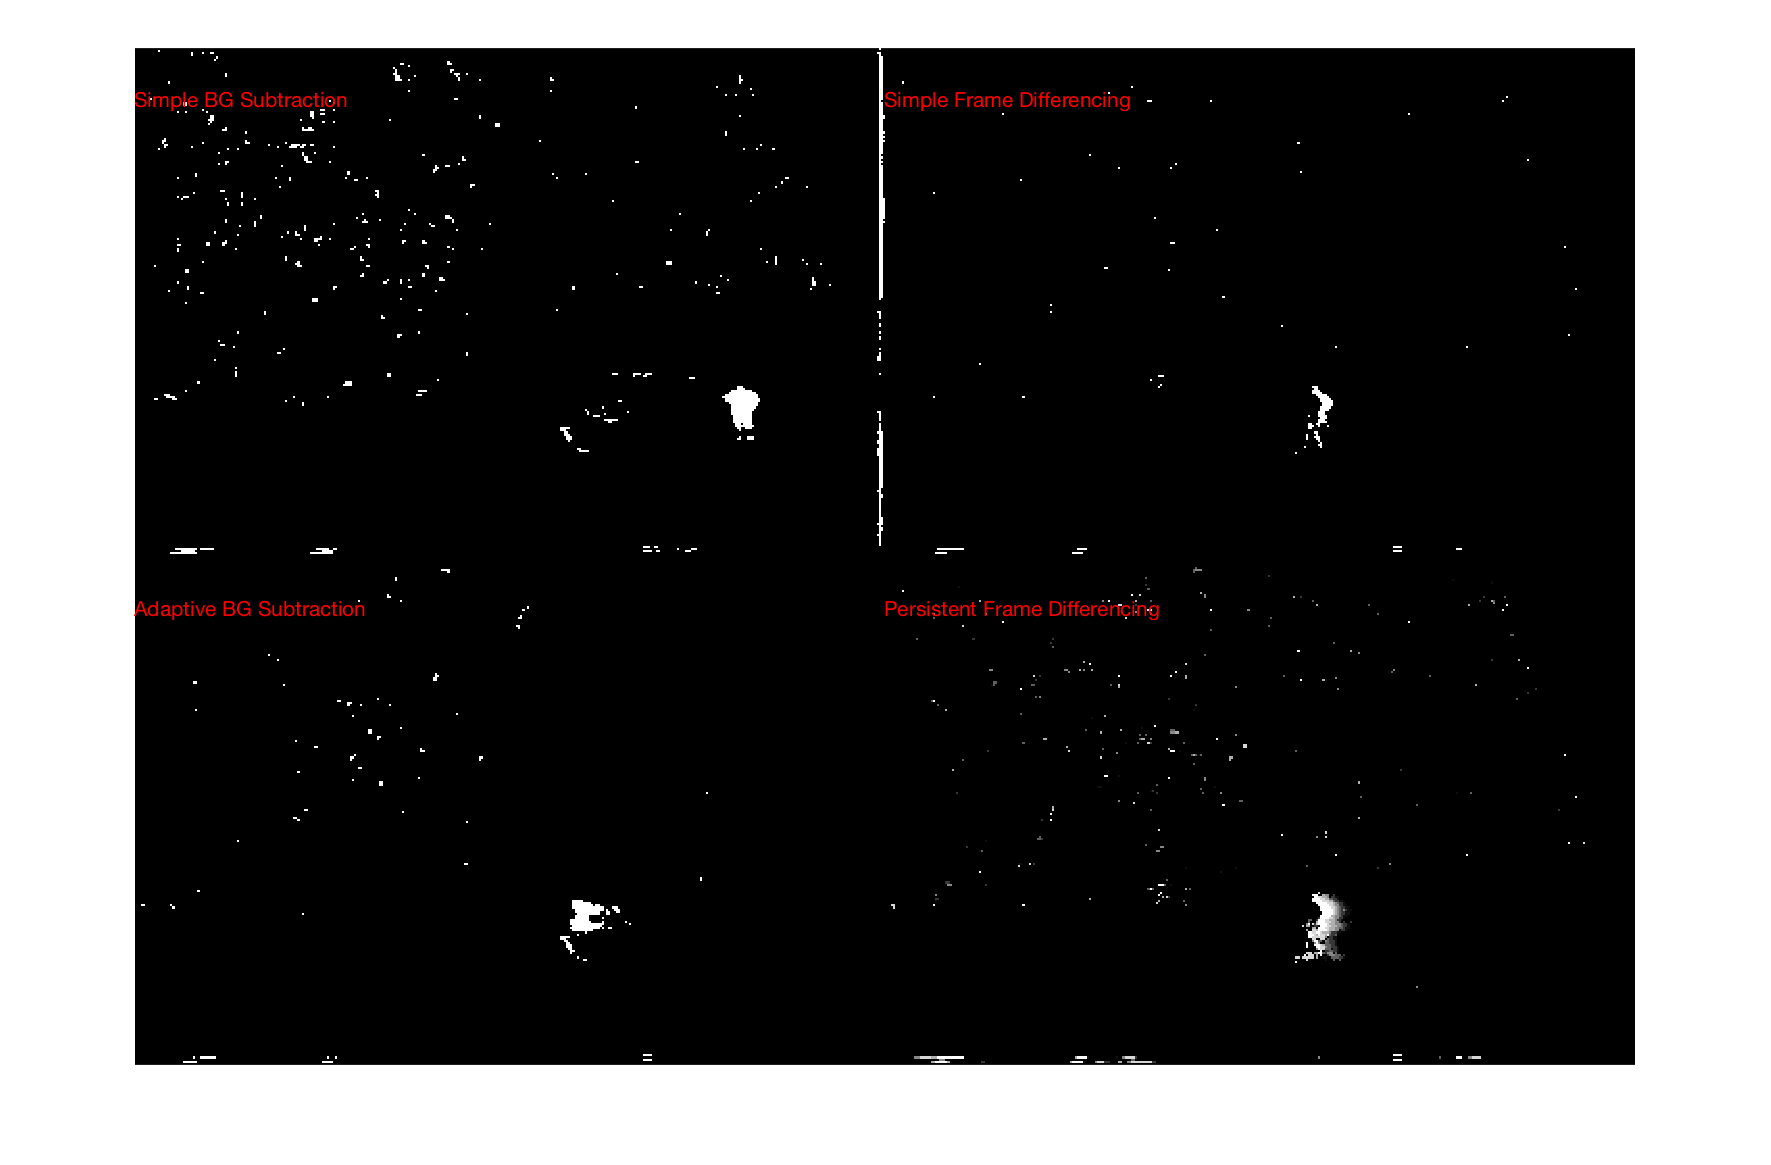 Simple BG Subtraction
Simple Frame Differencing
Adaptive BG Subtraction
Persistent Frame Differencing